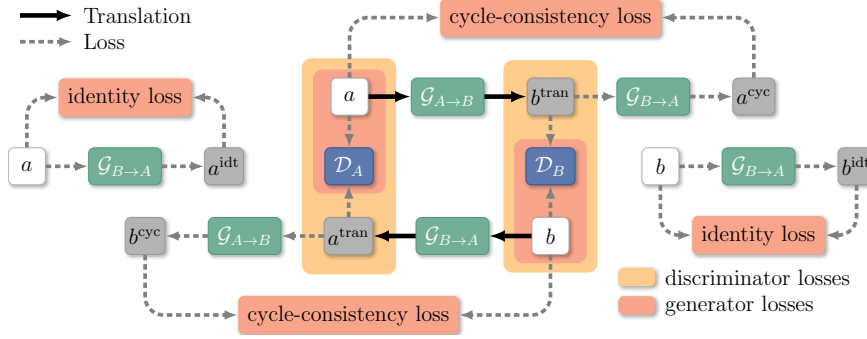 Translation
Loss
cycle-consistency loss
identity loss
a
𝒢_{A→B}
b^{tran}
𝒢_{B→A}
a^{cyc}
a
𝒢_{B→A}
a^{idt}
𝒟_A
𝒟_B
b
𝒢_{B→A}
b^{idt}
b^{cyc}
𝒢_{A→B}
a^{tran}
𝒢_{B→A}
b
identity loss
discriminator losses
generator losses
cycle-consistency loss